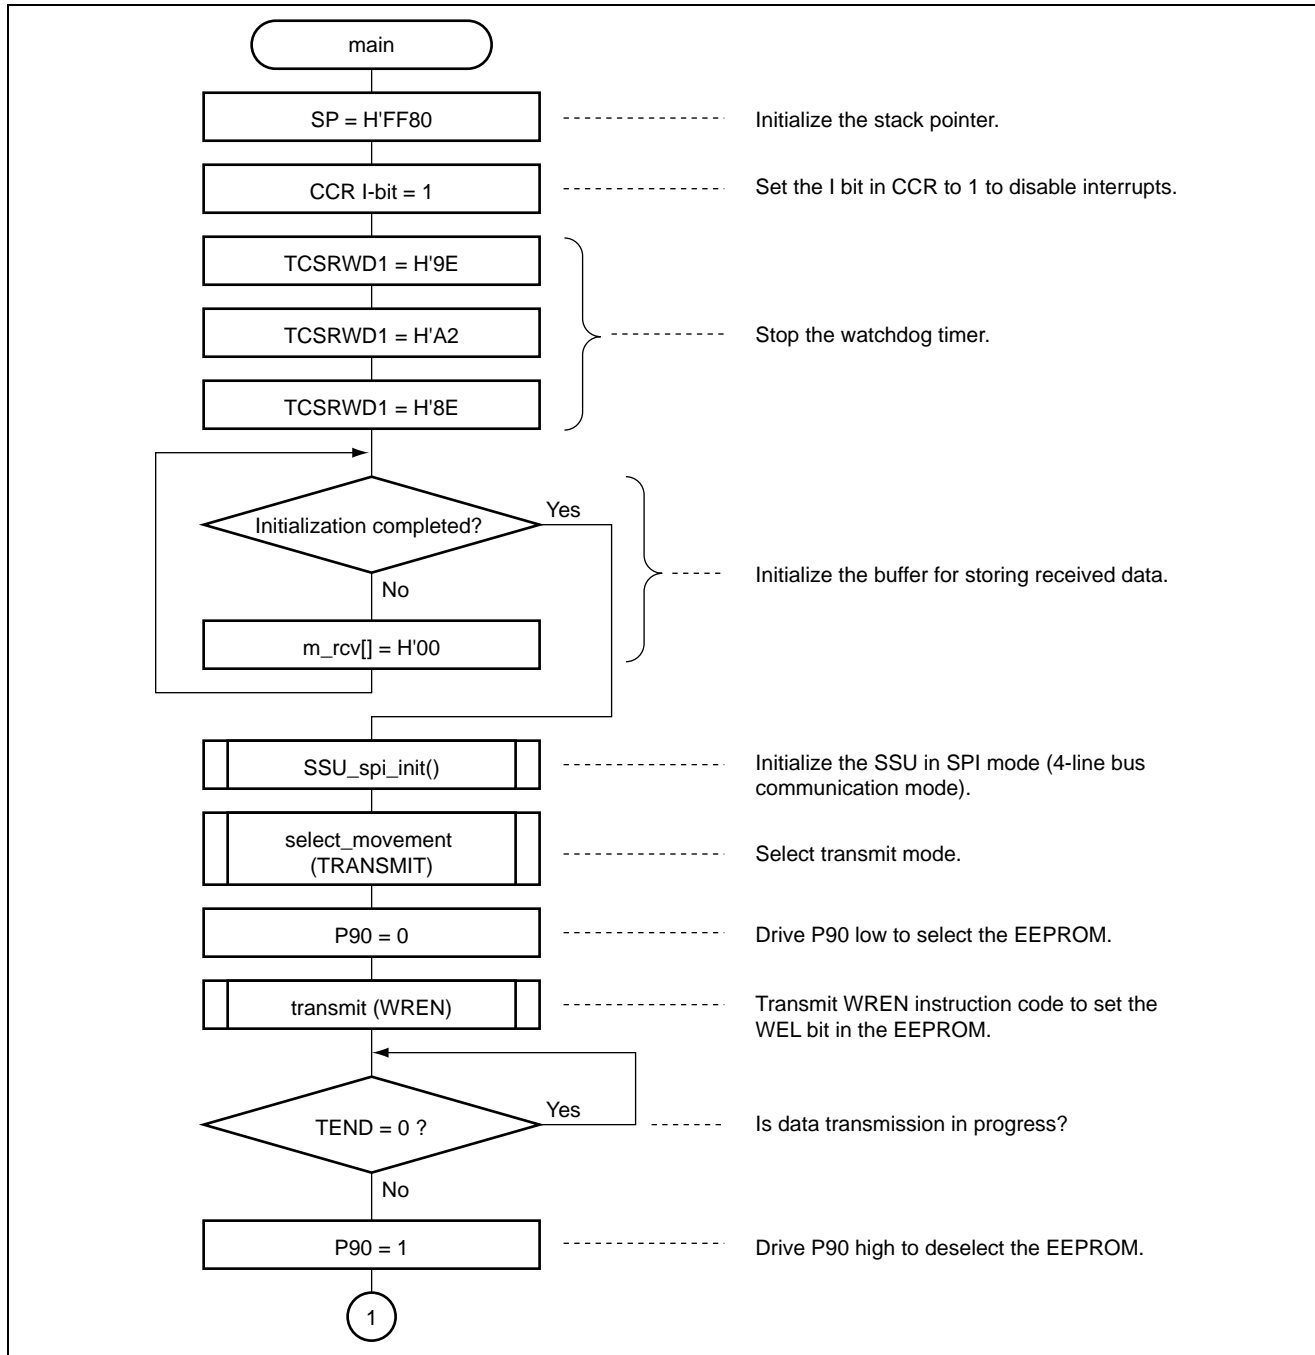 main
SP = H'FF80
Initialize the stack pointer.
CCR I-bit = 1
Set the I bit in CCR to 1 to disable interrupts.
TCSRWD1 = H'9E
TCSRWD1 = H'A2
Stop the watchdog timer.
TCSRWD1 = H'8E
Initialization completed?
Yes
No
Initialize the buffer for storing received data.
m_rcv[] = H'00
SSU_spi_init()
Initialize the SSU in SPI mode (4-line bus
communication mode).
select_movement
(TRANSMIT)
Select transmit mode.
P90 = 0
Drive P90 low to select the EEPROM.
transmit (WREN)
Transmit WREN instruction code to set the
WEL bit in the EEPROM.
TEND = 0 ?
Yes
Is data transmission in progress?
No
P90 = 1
Drive P90 high to deselect the EEPROM.
1